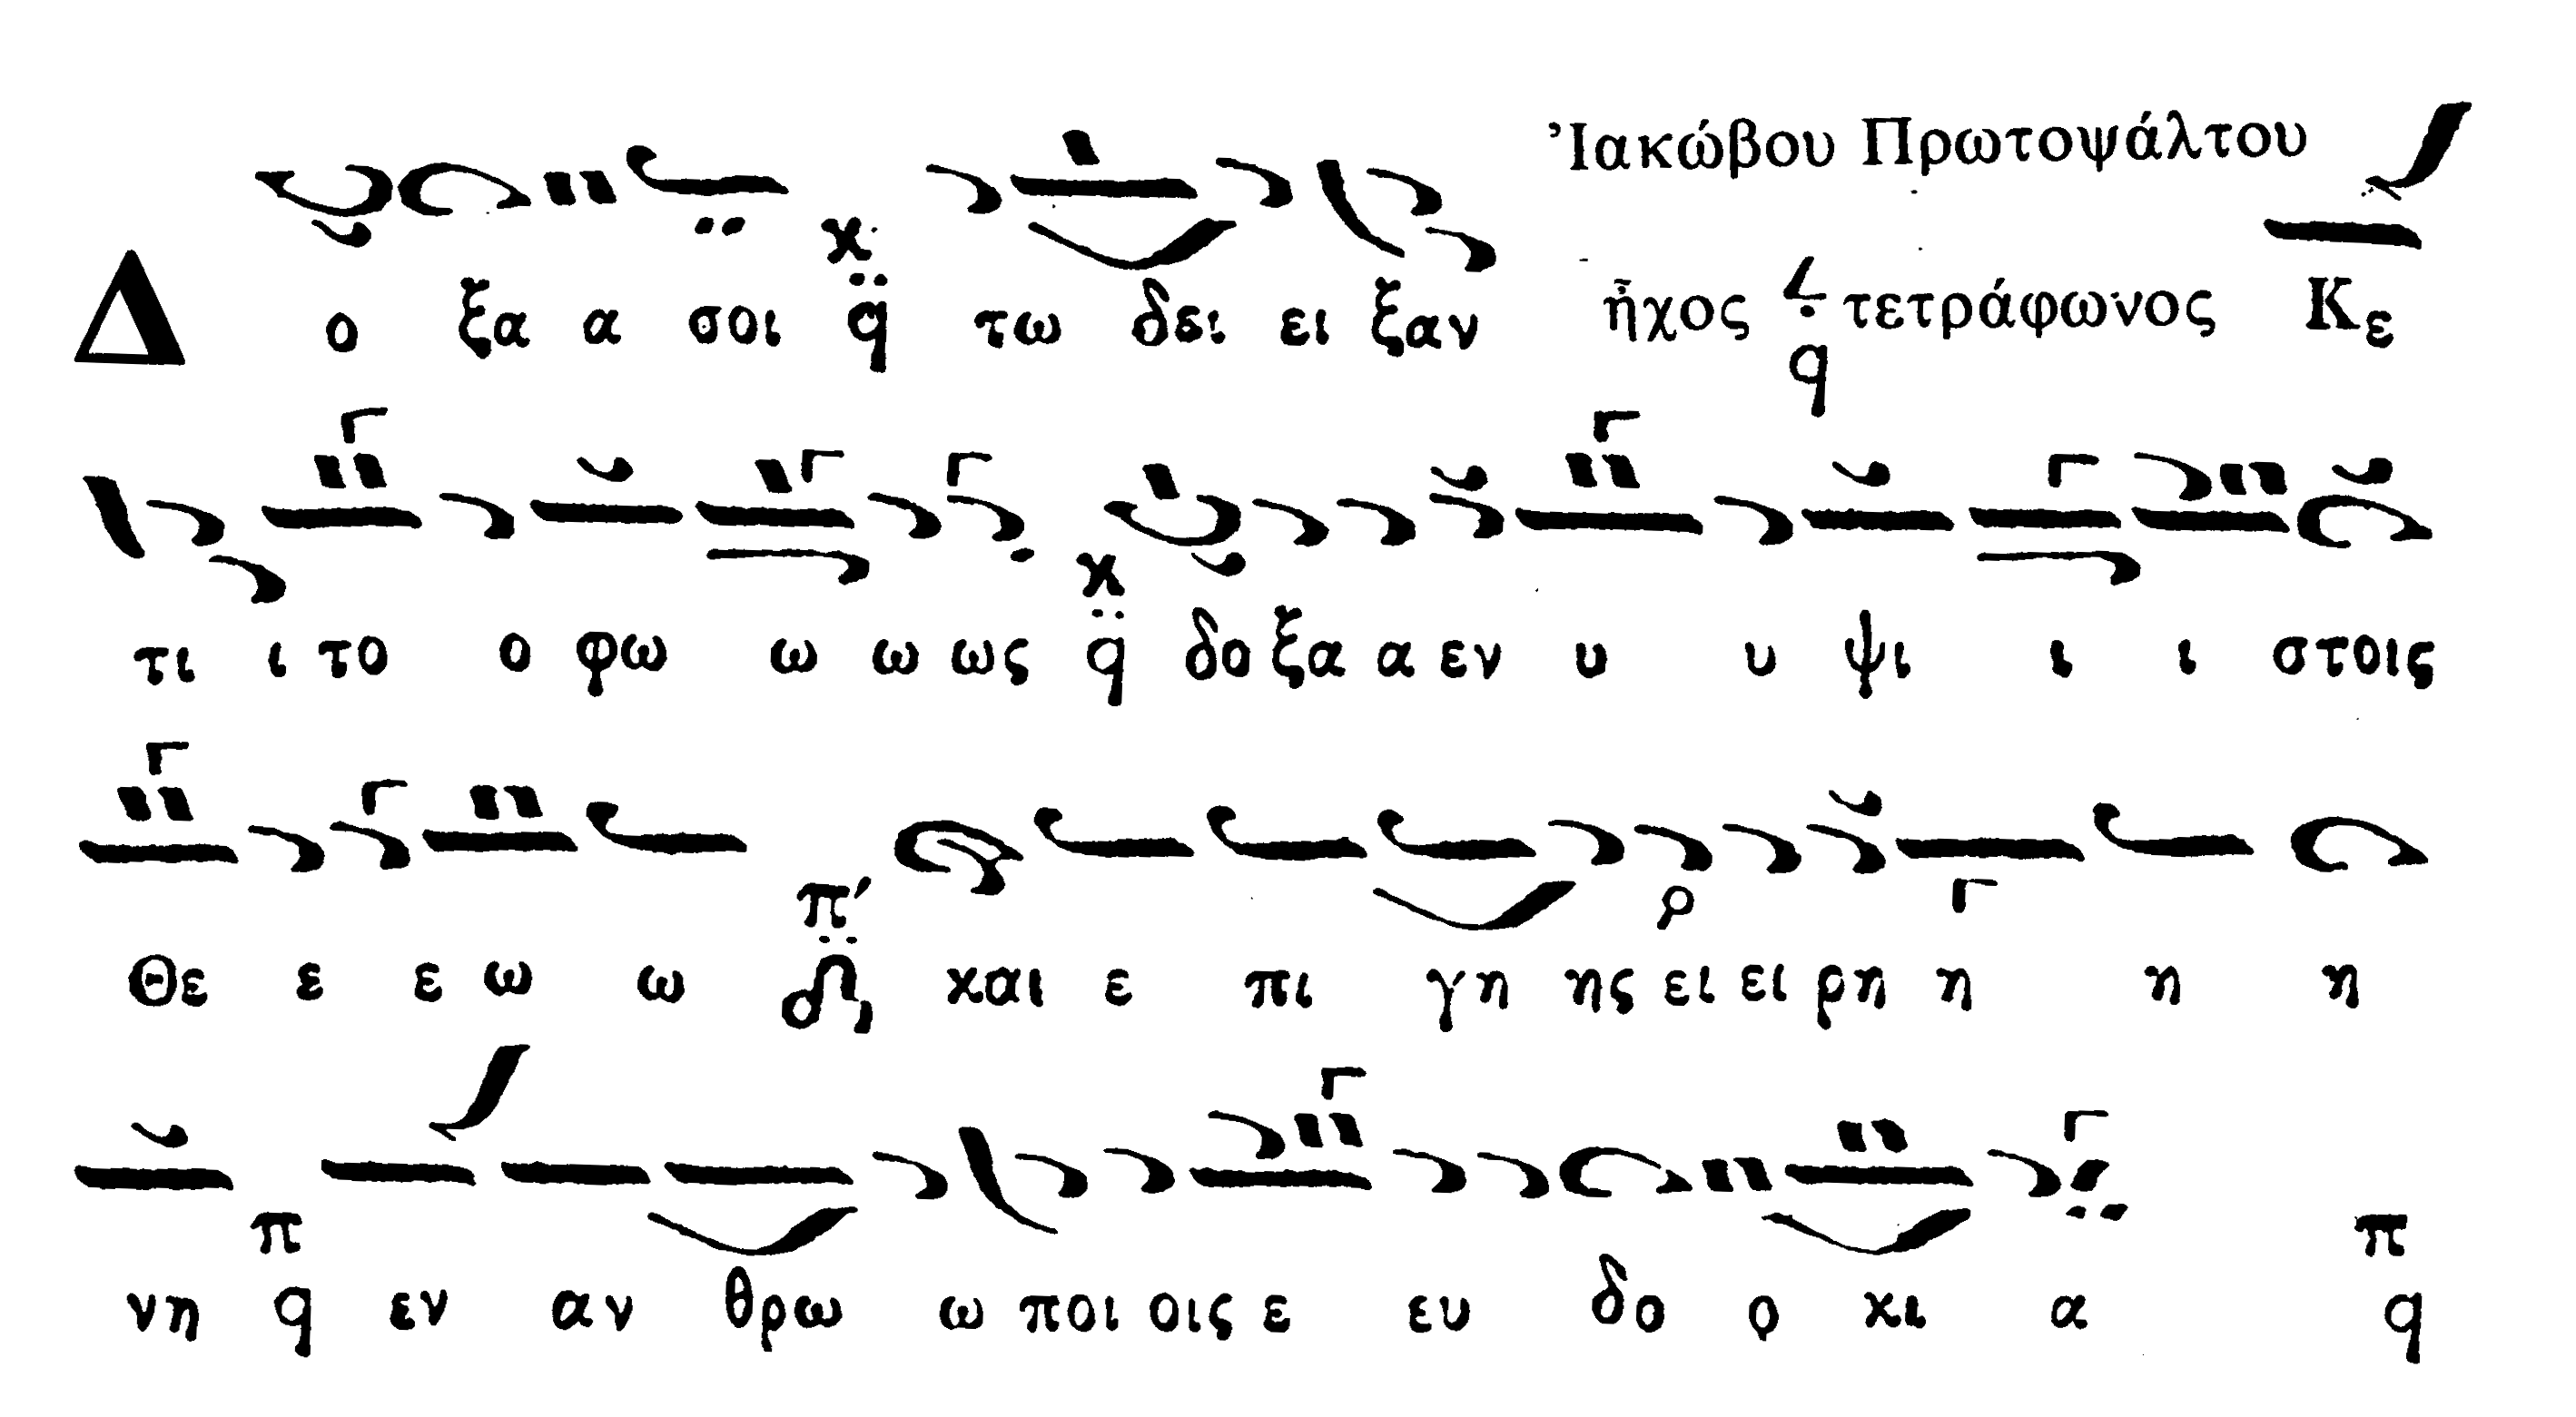 Ἰακώβου Πρωτοψάλτου
ἦχος q τετράφωνος Κε
Δ ο ξα α σοι q τω δει ει ξαν
τι ι το ο φω ω ω ως q δο ξα α εν υ υ ψι ι ι στοις
Θε ε ε ω ω π΄ και ε πι γη ης ει ει ρη η η η
νη π q εν αν θρω ω ποι οις ε ευ δο ο κι α π q